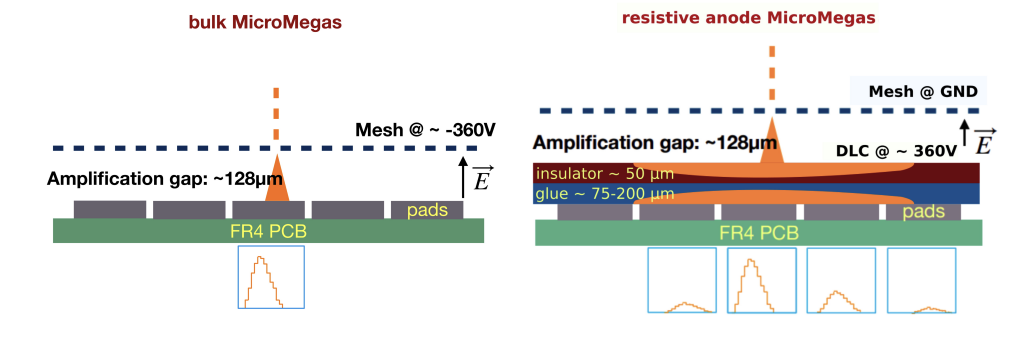 bulk MicroMegas
Mesh @ ~ -360V
Amplification gap: ~128µm
E
pads
FR4 PCB
resistive anode MicroMegas
Mesh @ GND
Amplification gap: ~128µm
E
DLC @ ~ 360V
insulator ~ 50 µm
glue ~ 75-200 µm
pads
FR4 PCB